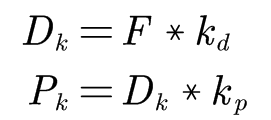 D_k = F * k_d
P_k = D_k * k_p